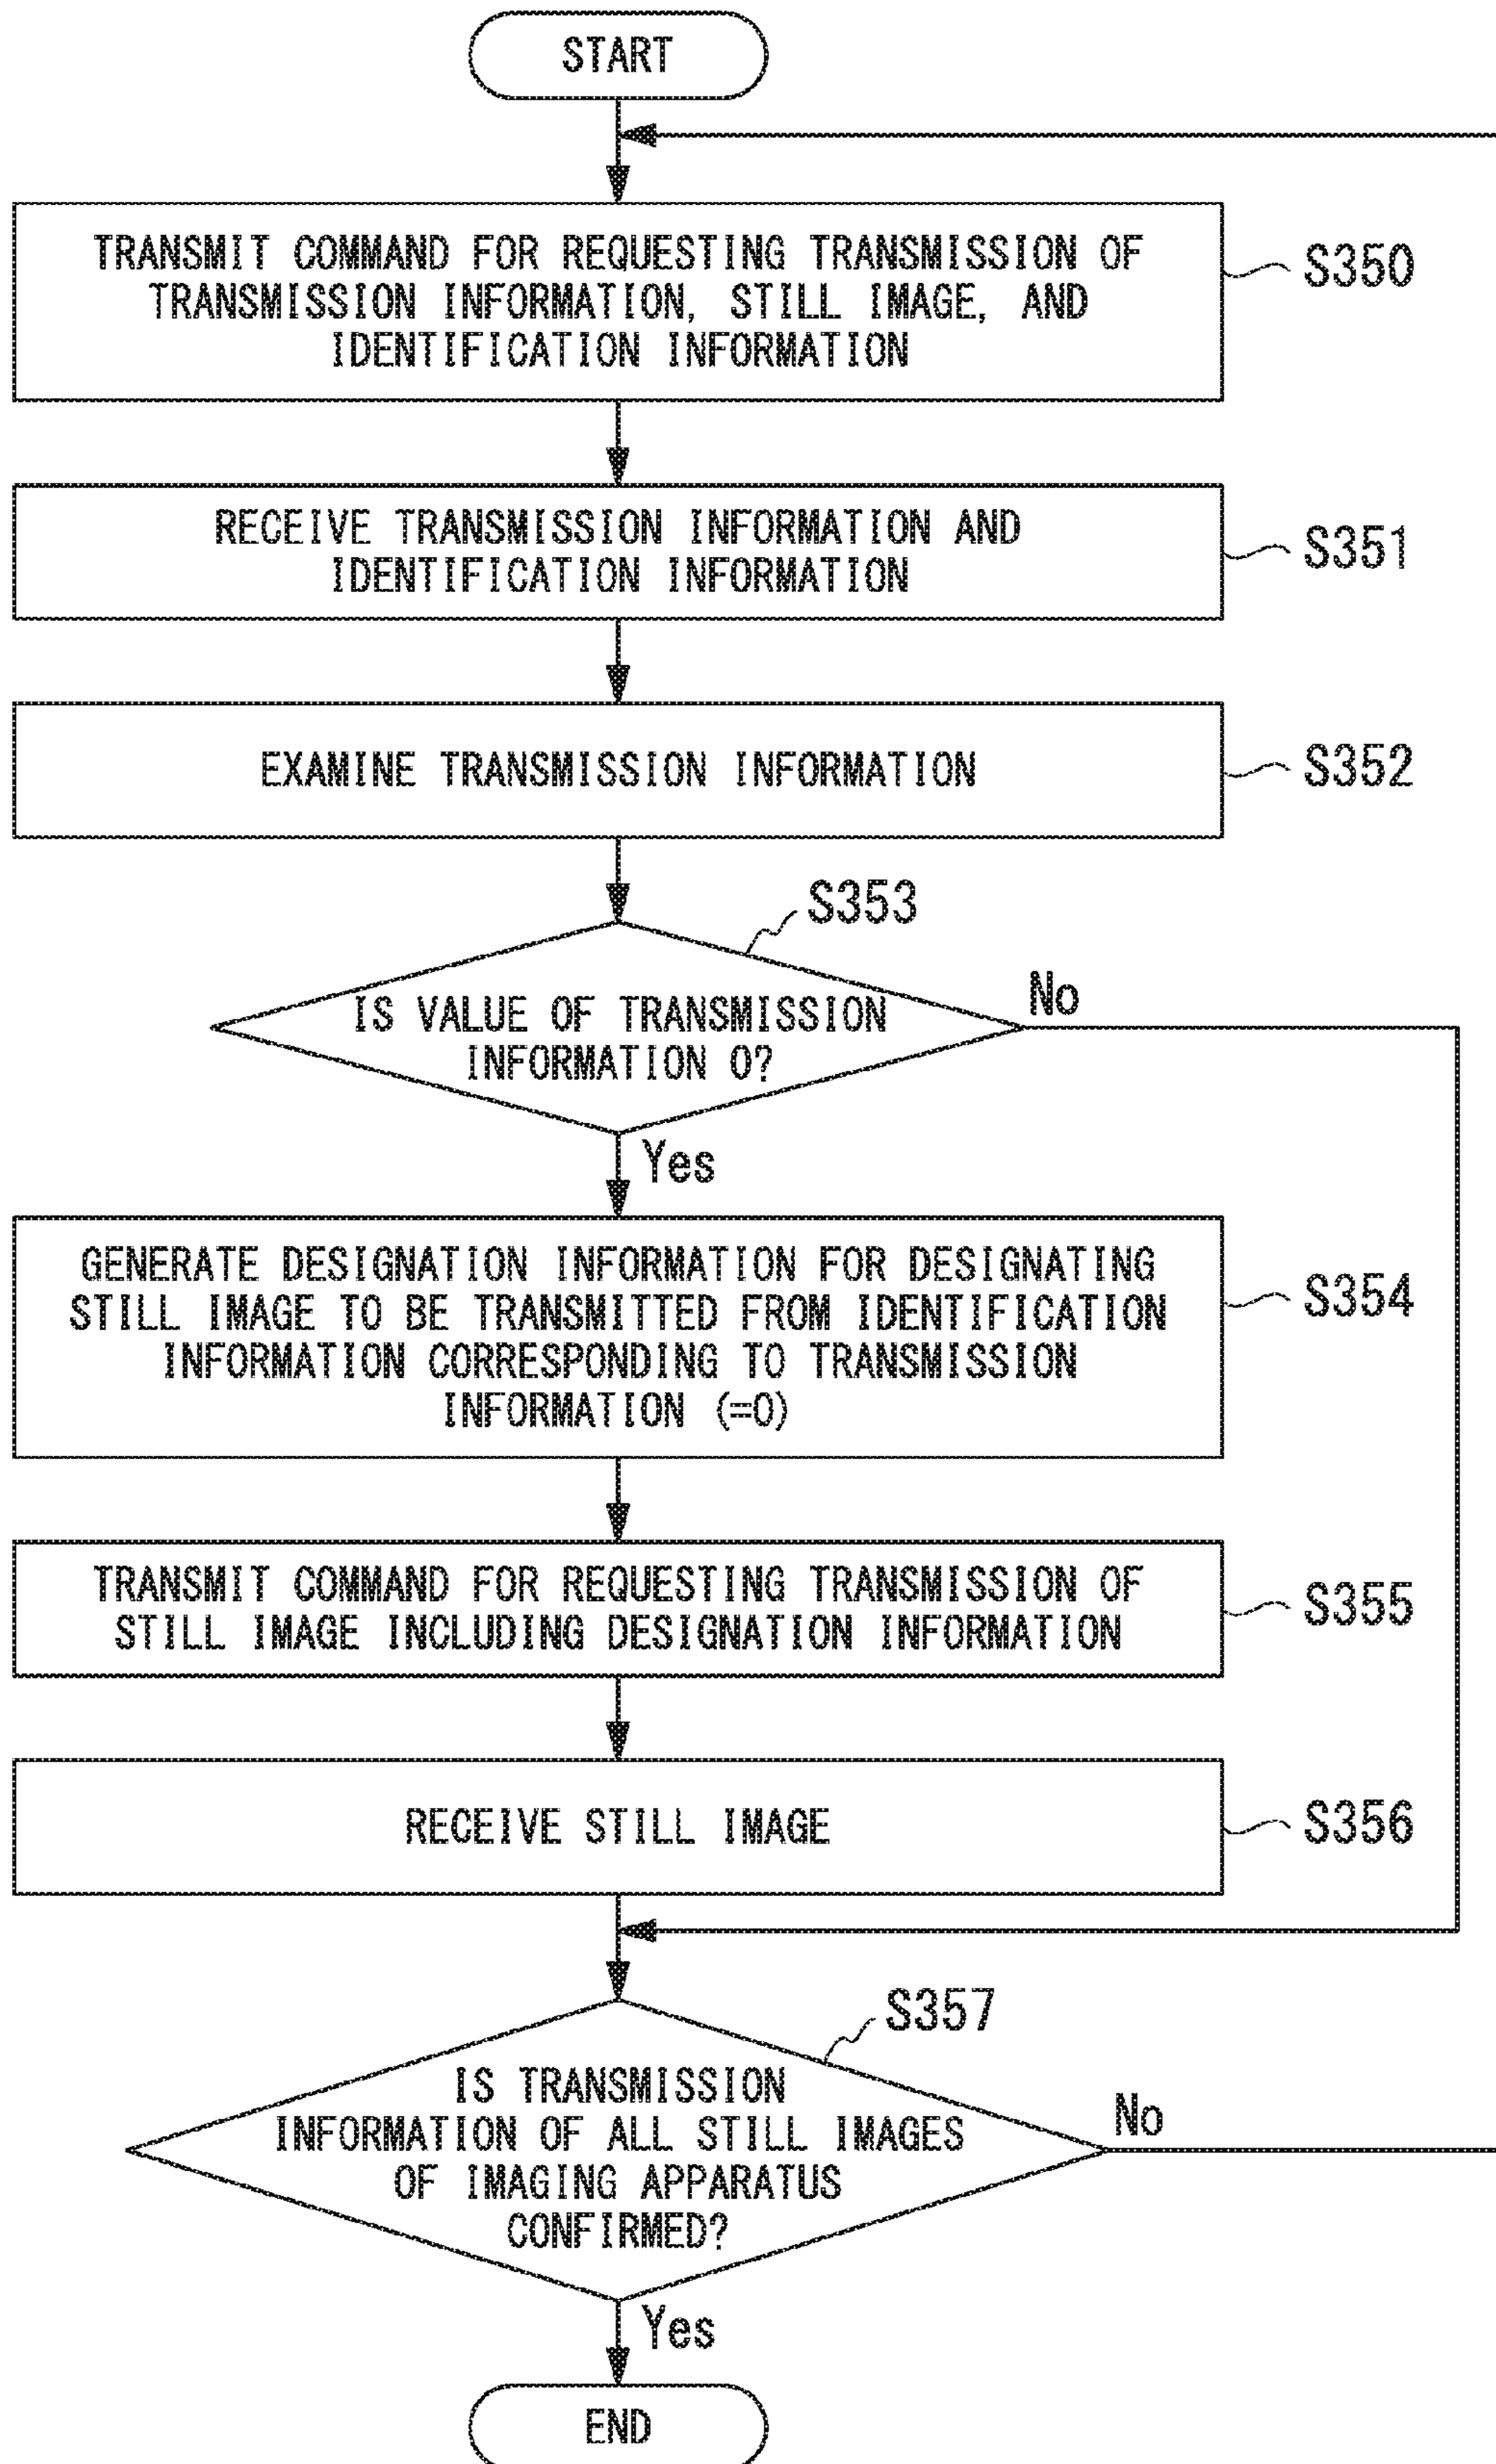 START
TRANSMIT COMMAND FOR REQUESTING TRANSMISSION OF
TRANSMISSION INFORMATION, STILL IMAGE, AND
IDENTIFICATION INFORMATION
S350
RECEIVE TRANSMISSION INFORMATION AND
IDENTIFICATION INFORMATION
S351
EXAMINE TRANSMISSION INFORMATION
S352
S353
IS VALUE OF TRANSMISSION
INFORMATION 0?
No
Yes
GENERATE DESIGNATION INFORMATION FOR DESIGNATING
STILL IMAGE TO BE TRANSMITTED FROM IDENTIFICATION
INFORMATION CORRESPONDING TO TRANSMISSION
INFORMATION (=0)
S354
TRANSMIT COMMAND FOR REQUESTING TRANSMISSION OF
STILL IMAGE INCLUDING DESIGNATION INFORMATION
S355
RECEIVE STILL IMAGE
S356
S357
IS TRANSMISSION
INFORMATION OF ALL STILL IMAGES
OF IMAGING APPARATUS
CONFIRMED?
No
Yes
END